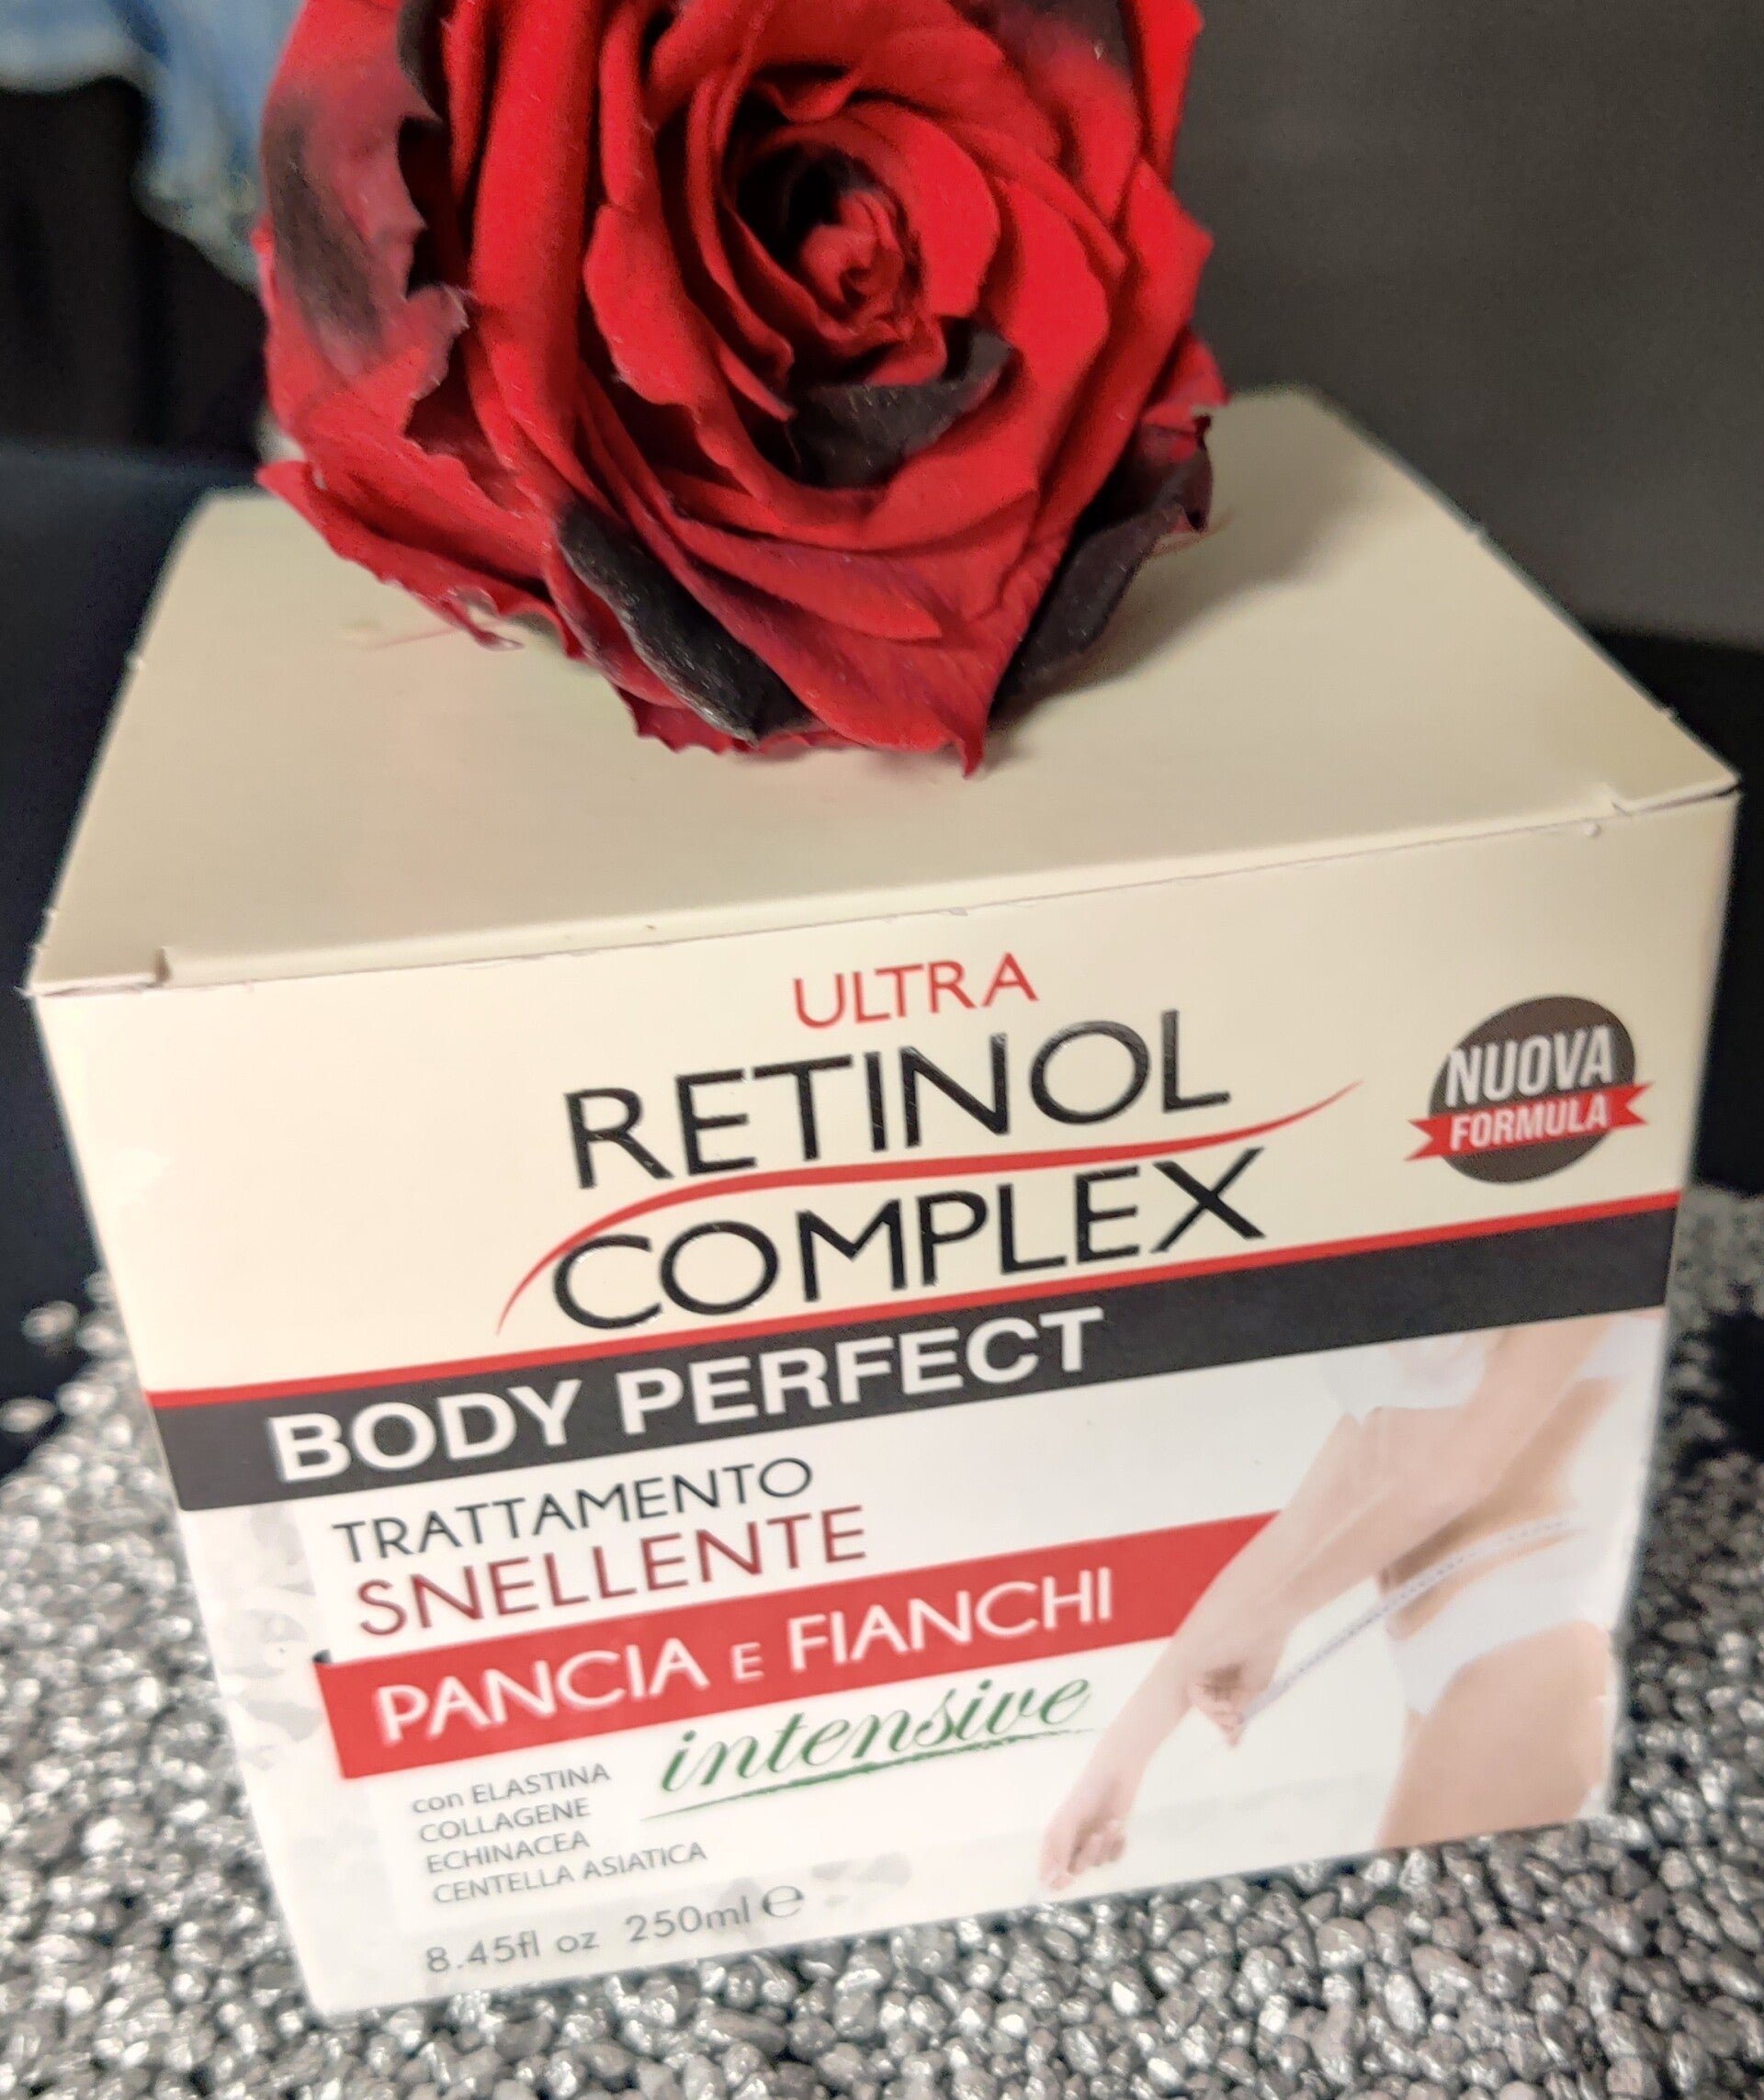 ULTRA
RETINOL
COMPLEX
NUOVA
FORMULA
BODY PERFECT
TRATTAMENTO
SNELLENTE
PANCIA E FIANCHI
intensive
con ELASTINA
COLLAGENE
ECHINACEA
CENTELLA ASIATICA
8.45fl oz 250ml ℮